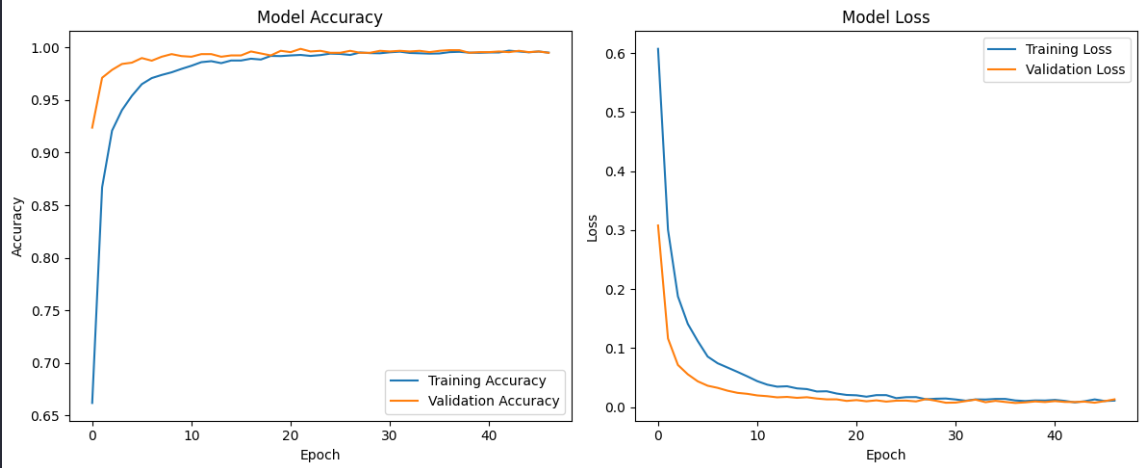 Model Accuracy
1.00
0.95
0.90
0.85
0.80
0.75
0.70
0.65
Accuracy
0
10
20
30
40
Epoch
Training Accuracy
Validation Accuracy
Model Loss
0.6
0.5
0.4
0.3
0.2
0.1
0.0
Loss
0
10
20
30
40
Epoch
Training Loss
Validation Loss